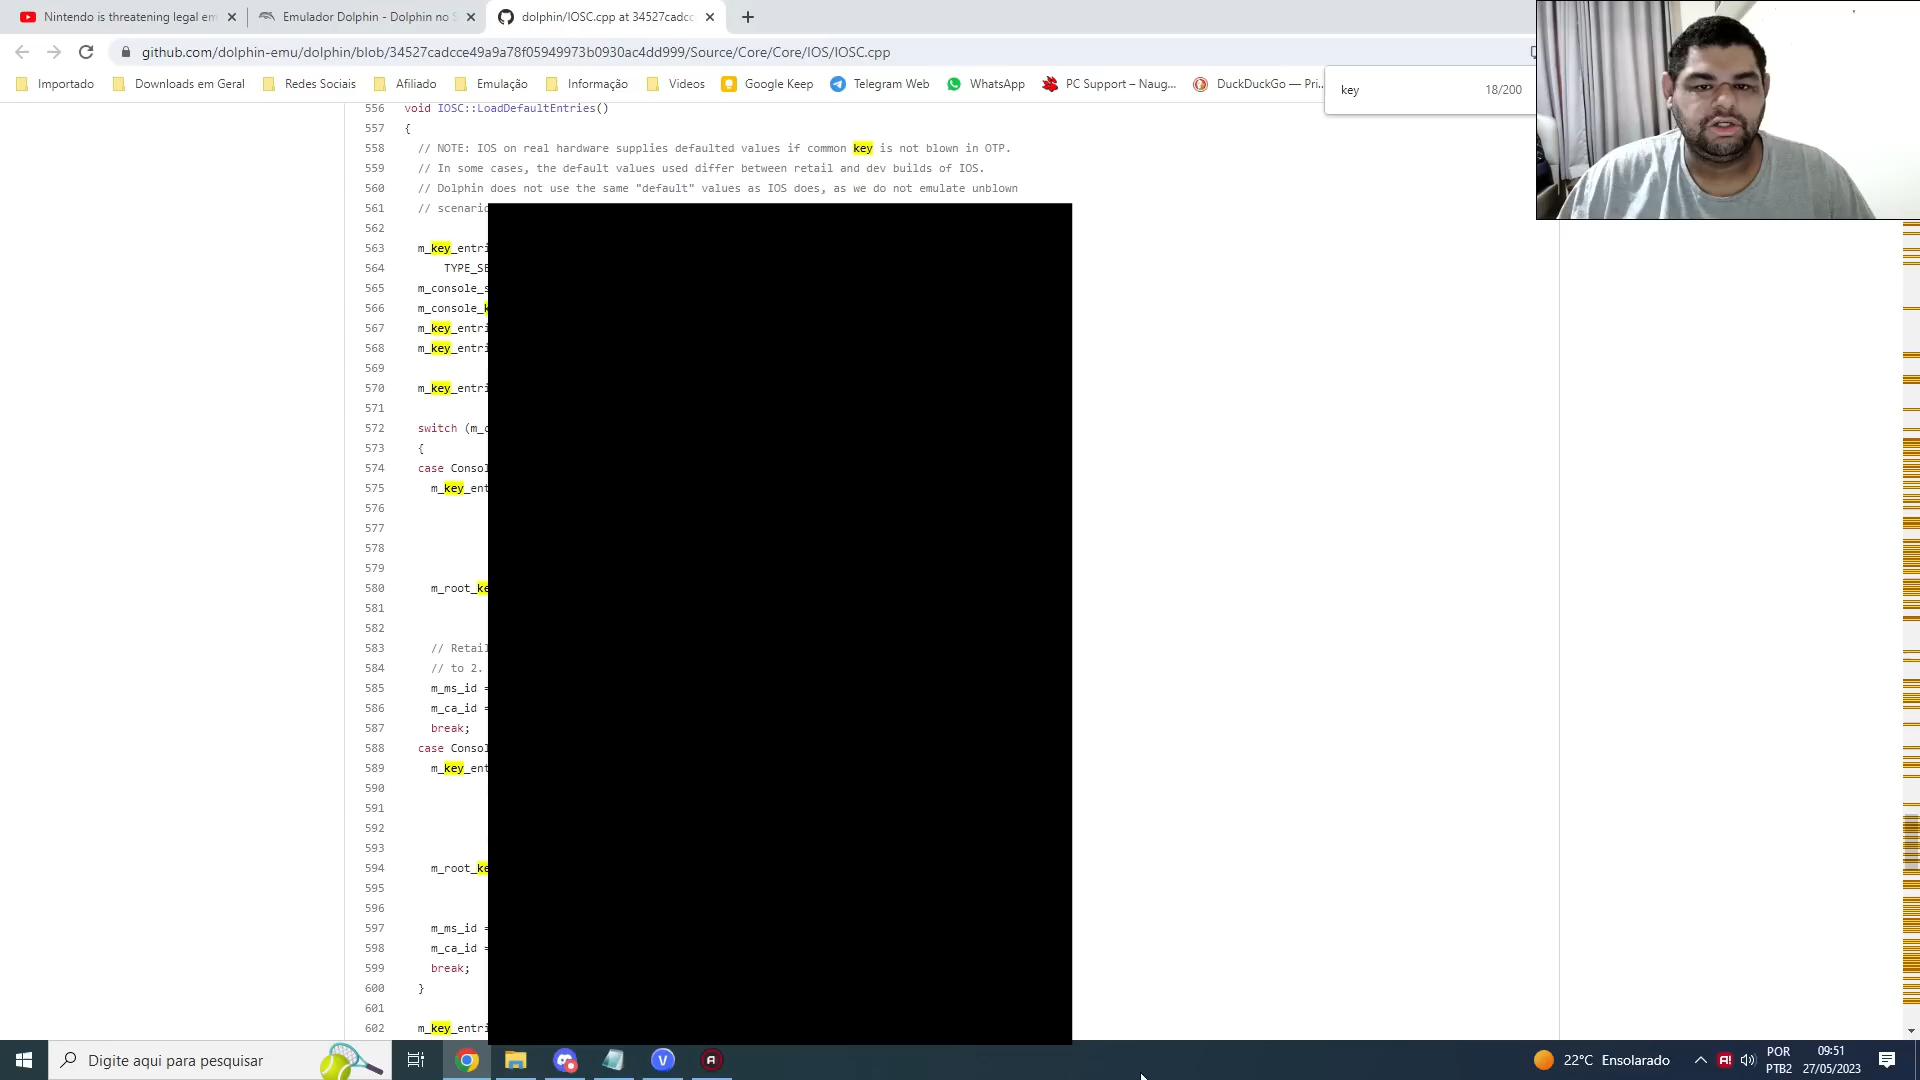 Nintendo is threatening legal em
Emulador Dolphin - Dolphin no S
dolphin/IOSC.cpp at 34527cadcc
github.com/dolphin-emu/dolphin/blob/34527cadcce49a9a78f05949973b0930ac4dd999/Source/Core/Core/IOS/IOSC.cpp
Importado
Downloads em Geral
Redes Sociais
Afiliado
Emulação
Informação
Videos
Google Keep
Telegram Web
WhatsApp
PC Support – Naug...
DuckDuckGo — Pri...
key 18/200
556 void IOSC::LoadDefaultEntries()
557 {
558 // NOTE: IOS on real hardware supplies defaulted values if common key is not blown in OTP.
559 // In some cases, the default values used differ between retail and dev builds of IOS.
560 // Dolphin does not use the same "default" values as IOS does, as we do not emulate unblown
561 // scenario
562
563 m_key_entri
564 TYPE_SE
565 m_console_s
566 m_console_k
567 m_key_entri
568 m_key_entri
569
570 m_key_entri
571
572 switch (m_c
573 {
574 case Consol
575 m_key_ent
576
577
578
579
580 m_root_ke
581
582
583 // Retail
584 // to 2.
585 m_ms_id =
586 m_ca_id =
587 break;
588 case Consol
589 m_key_ent
590
591
592
593
594 m_root_ke
595
596
597 m_ms_id =
598 m_ca_id =
599 break;
600 }
601
602 m_key_entri
Digite aqui para pesquisar
22°C Ensolarado
POR
PTB2
09:51
27/05/2023